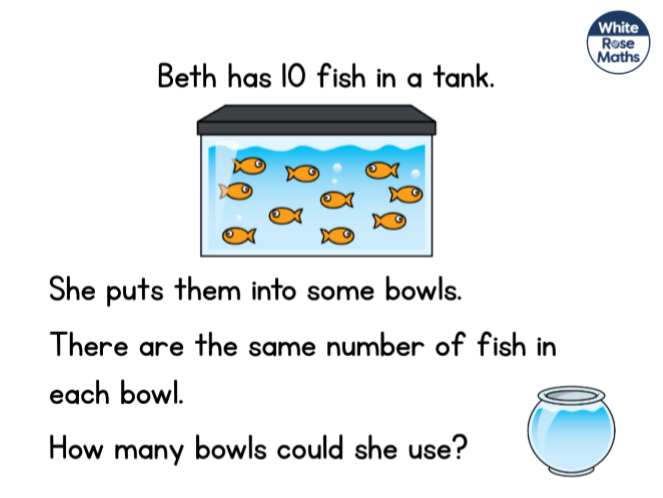 White
Rose
Maths
Beth has 10 fish in a tank.
She puts them into some bowls.
There are the same number of fish in
each bowl.
How many bowls could she use?